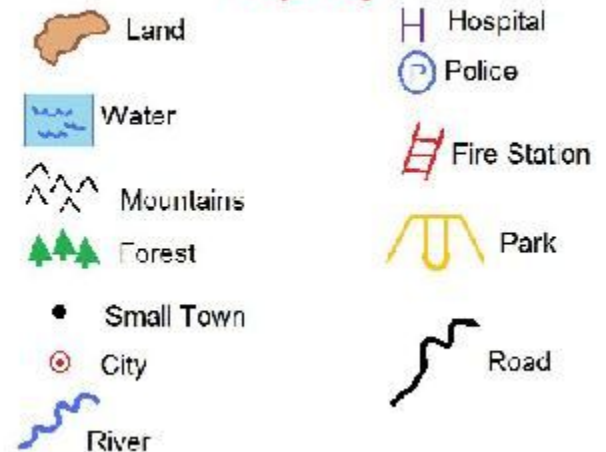 Land
Water
Mountains
Forest
Small Town
City
River
H Hospital
P Police
Fire Station
Park
Road